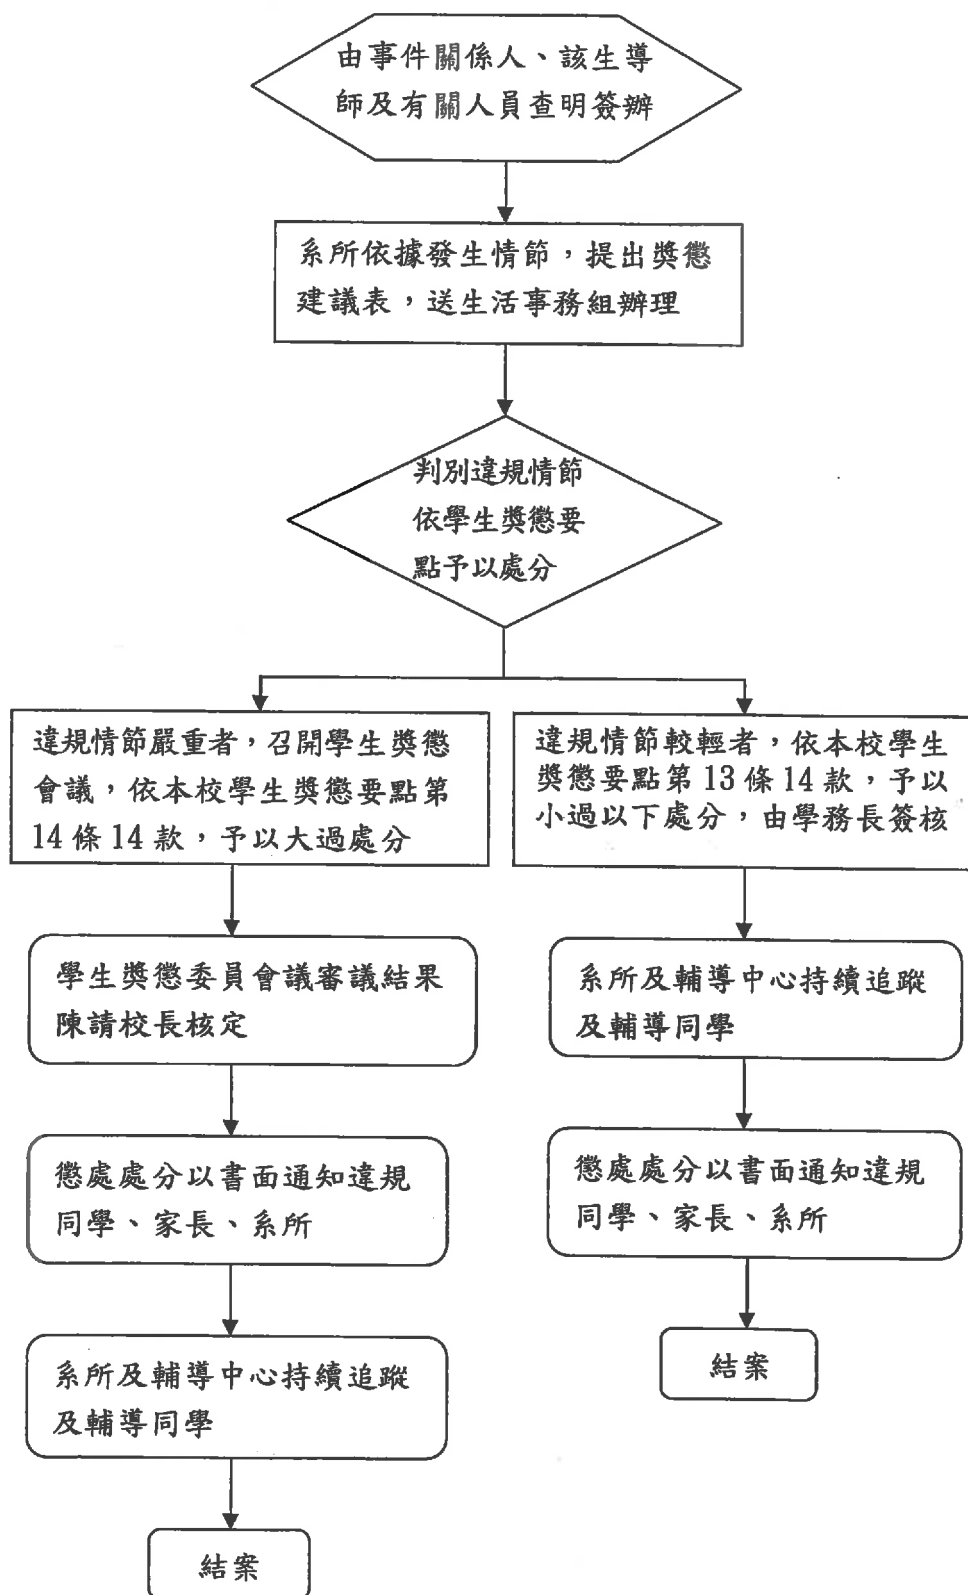 由事件關係人、該生導
師及有關人員查明簽辦
系所依據發生情節，提出獎懲
建議表，送生活事務組辦理
判別違規情節
依學生獎懲要
點予以處分
違規情節嚴重者，召開學生獎懲
會議，依本校學生獎懲要點第
14 條 14 款，予以大過處分
學生獎懲委員會議審議結果
陳請校長核定
懲處處分以書面通知違規
同學、家長、系所
系所及輔導中心持續追蹤
及輔導同學
結案
違規情節較輕者，依本校學生
獎懲要點第 13 條 14 款，予以
小過以下處分，由學務長簽核
系所及輔導中心持續追蹤
及輔導同學
懲處處分以書面通知違規
同學、家長、系所
結案